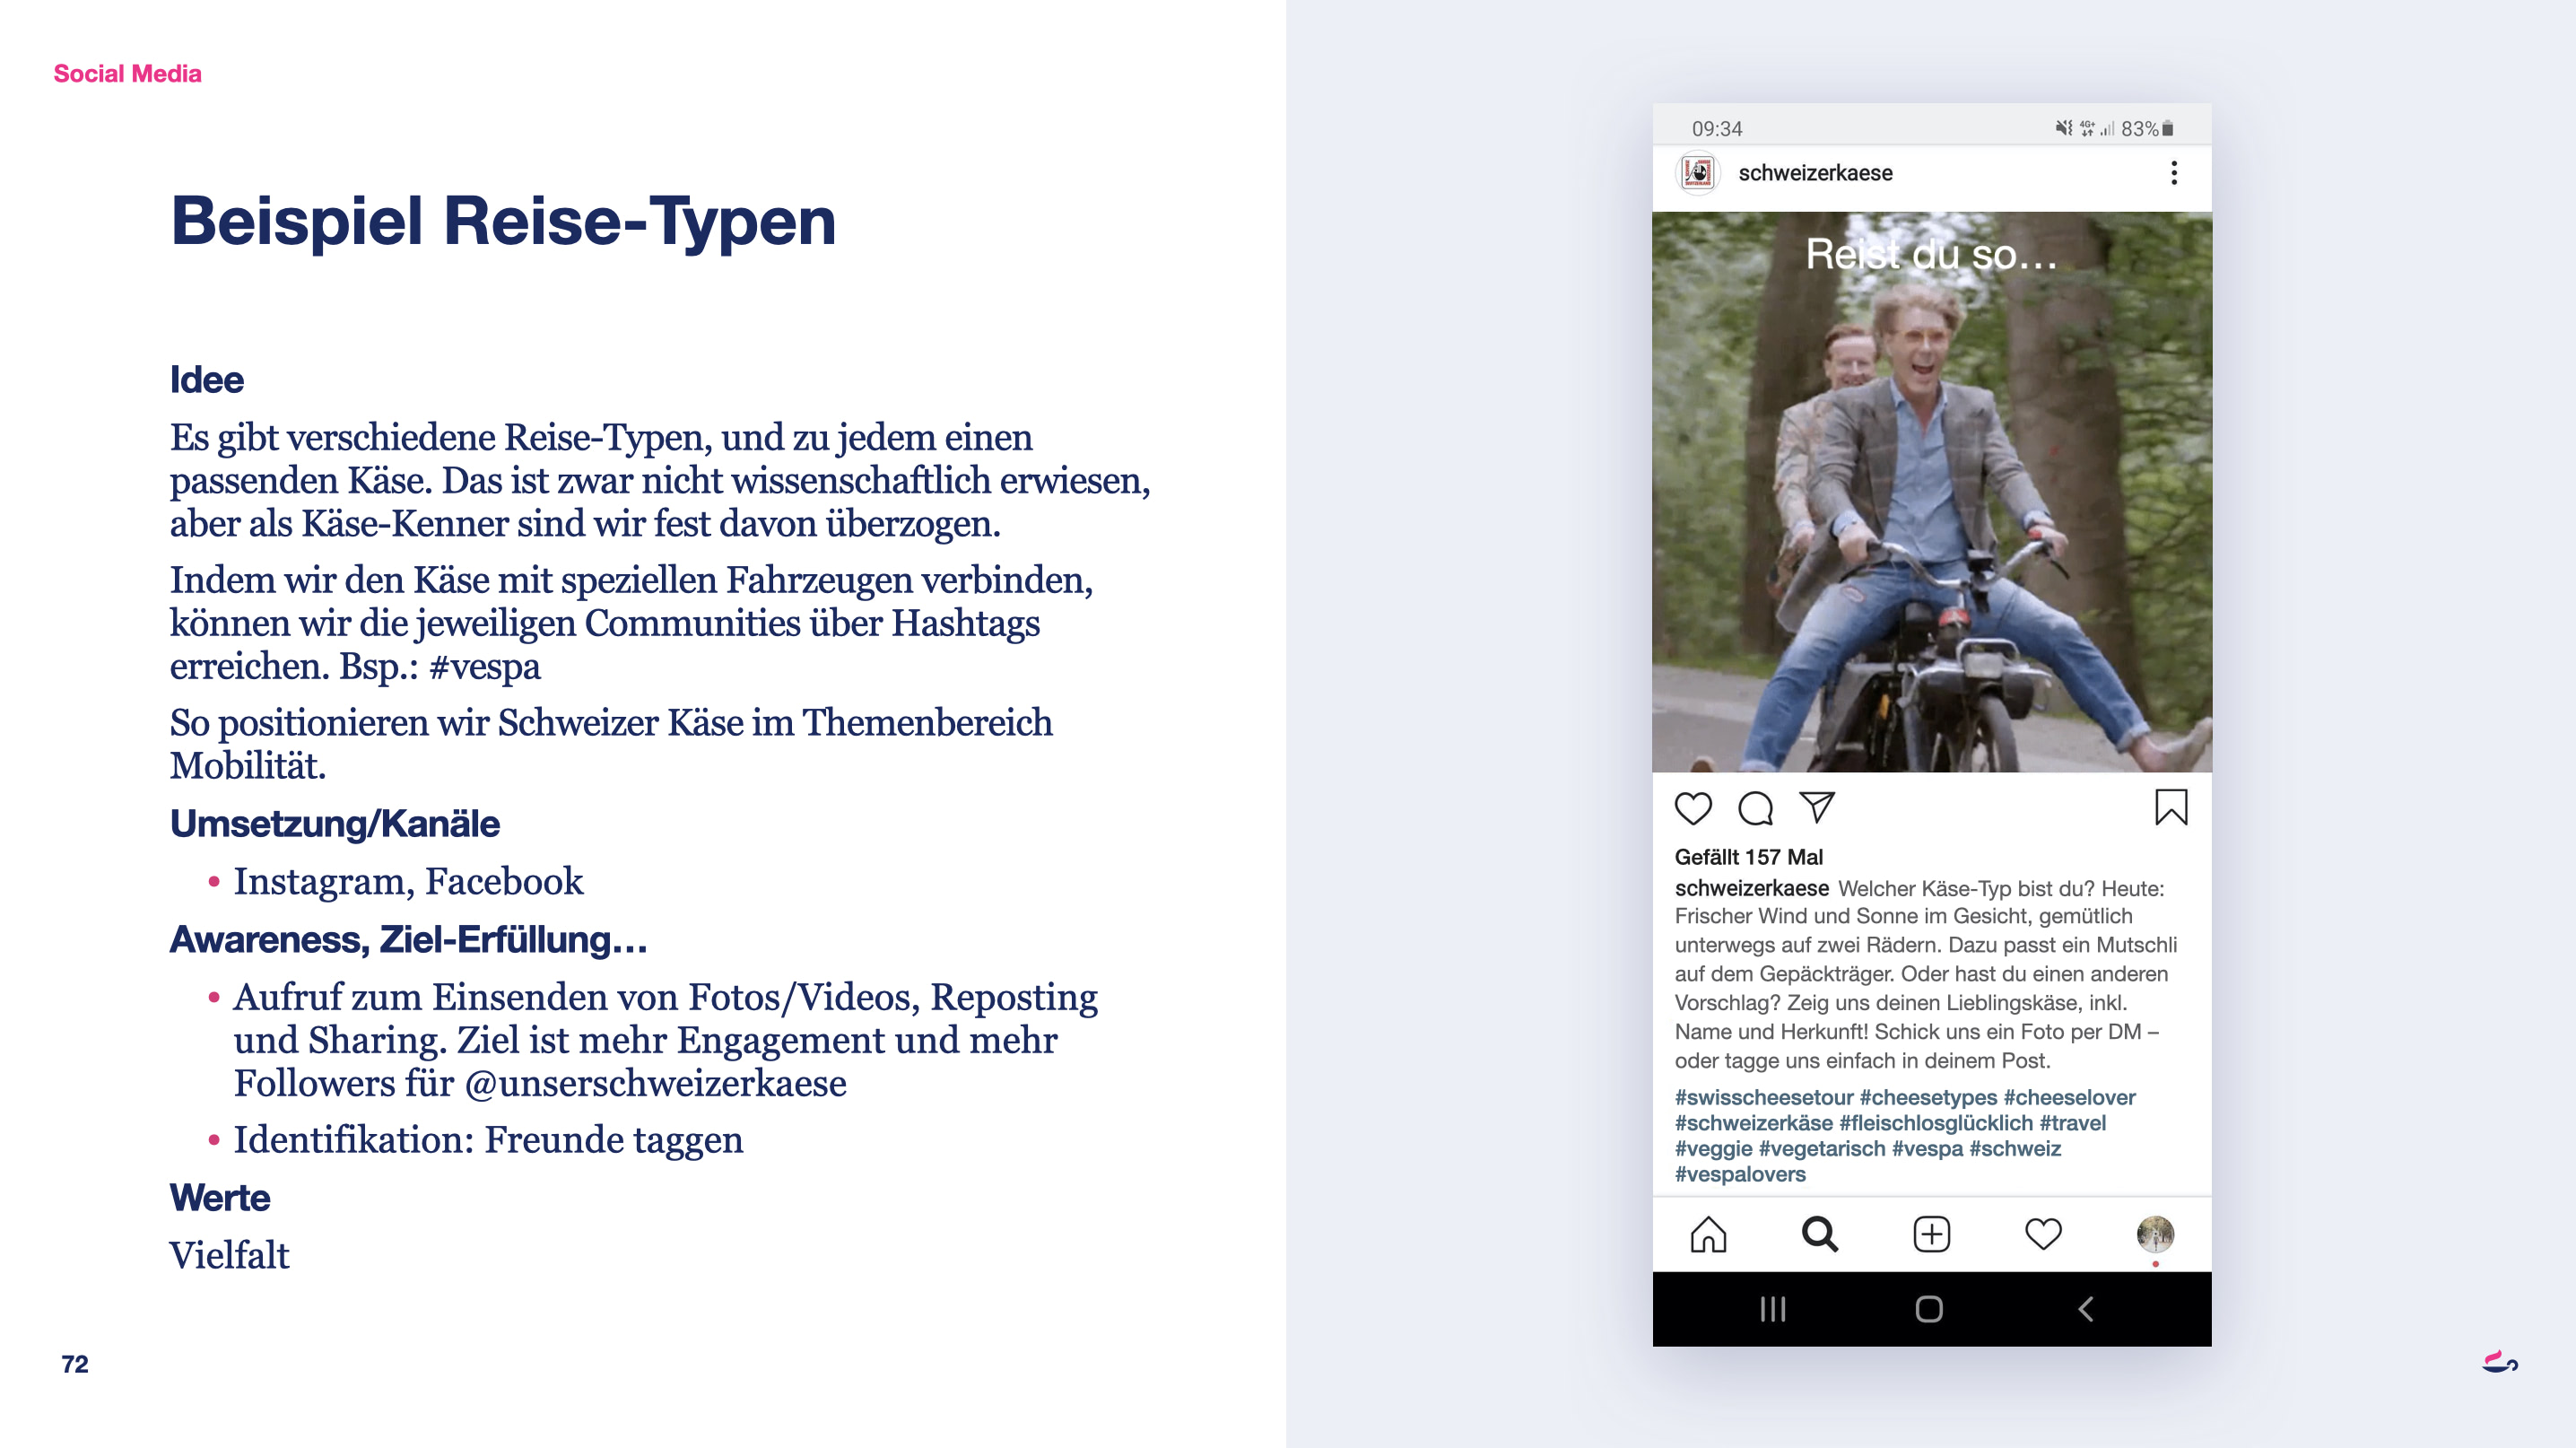 Social Media
Beispiel Reise-Typen
Idee
Es gibt verschiedene Reise-Typen, und zu jedem einen
passenden Käse. Das ist zwar nicht wissenschaftlich erwiesen,
aber als Käse-Kenner sind wir fest davon überzogen.
Indem wir den Käse mit speziellen Fahrzeugen verbinden,
können wir die jeweiligen Communities über Hashtags
erreichen. Bsp.: #vespa
So positionieren wir Schweizer Käse im Themenbereich
Mobilität.
Umsetzung/Kanäle
• Instagram, Facebook
Awareness, Ziel-Erfüllung…
• Aufruf zum Einsenden von Fotos/Videos, Reposting
und Sharing. Ziel ist mehr Engagement und mehr
Followers für @unserschweizerkaese
• Identifikation: Freunde taggen
Werte
Vielfalt
72
09:34
4G+ 83%
schweizerkaese
Reist du so…
Gefällt 157 Mal
schweizerkaese Welcher Käse-Typ bist du? Heute:
Frischer Wind und Sonne im Gesicht, gemütlich
unterwegs auf zwei Rädern. Dazu passt ein Mutschli
auf dem Gepäckträger. Oder hast du einen anderen
Vorschlag? Zeig uns deinen Lieblingskäse, inkl.
Name und Herkunft! Schick uns ein Foto per DM –
oder tagge uns einfach in deinem Post.
#swisscheesetour #cheesetypes #cheeselover
#schweizerkäse #fleischlosglücklich #travel
#veggie #vegetarisch #vespa #schweiz
#vespalovers